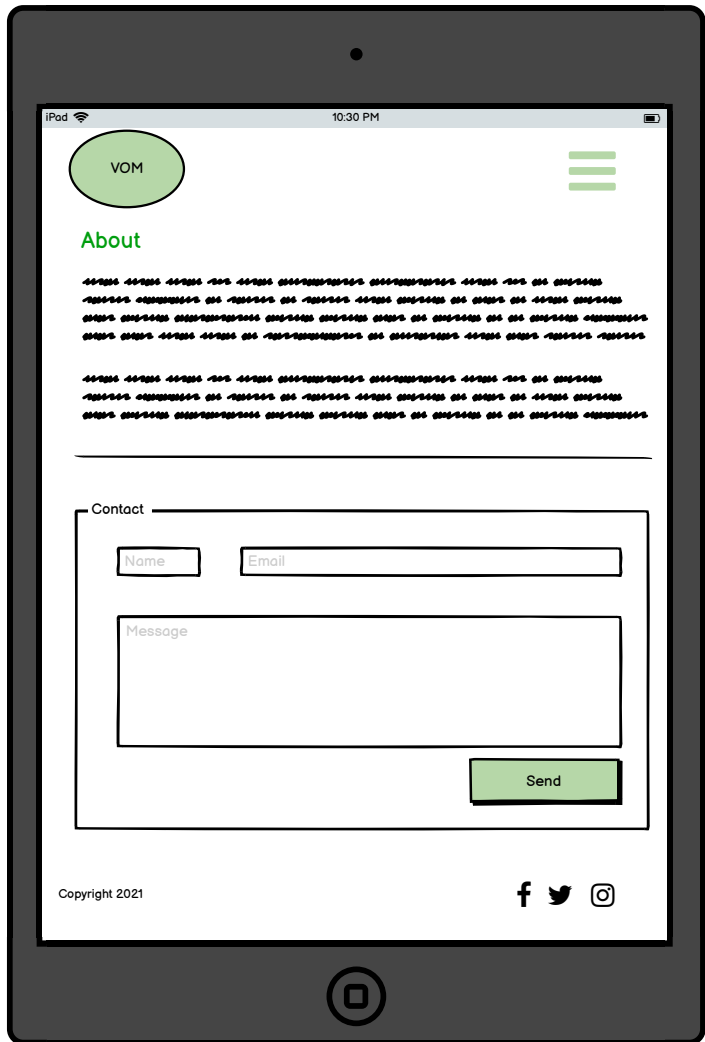 iPad 10:30 PM
VOM
About
Contact
Name Email
Message
Send
Copyright 2021